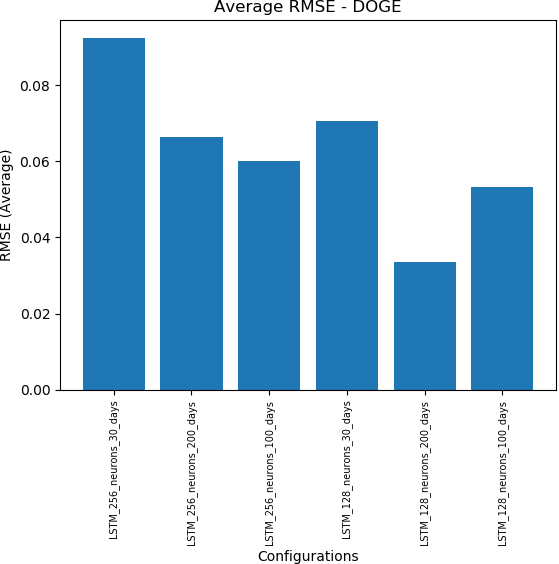 Average RMSE - DOGE
RMSE (Average)
0.08
0.06
0.04
0.02
0.00
LSTM_256_neurons_30_days
LSTM_256_neurons_200_days
LSTM_256_neurons_100_days
LSTM_128_neurons_30_days
LSTM_128_neurons_200_days
LSTM_128_neurons_100_days
Configurations